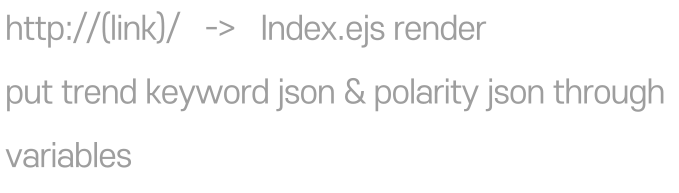 http://(link)/ -> Index.ejs render
put trend keyword json & polarity json through
variables